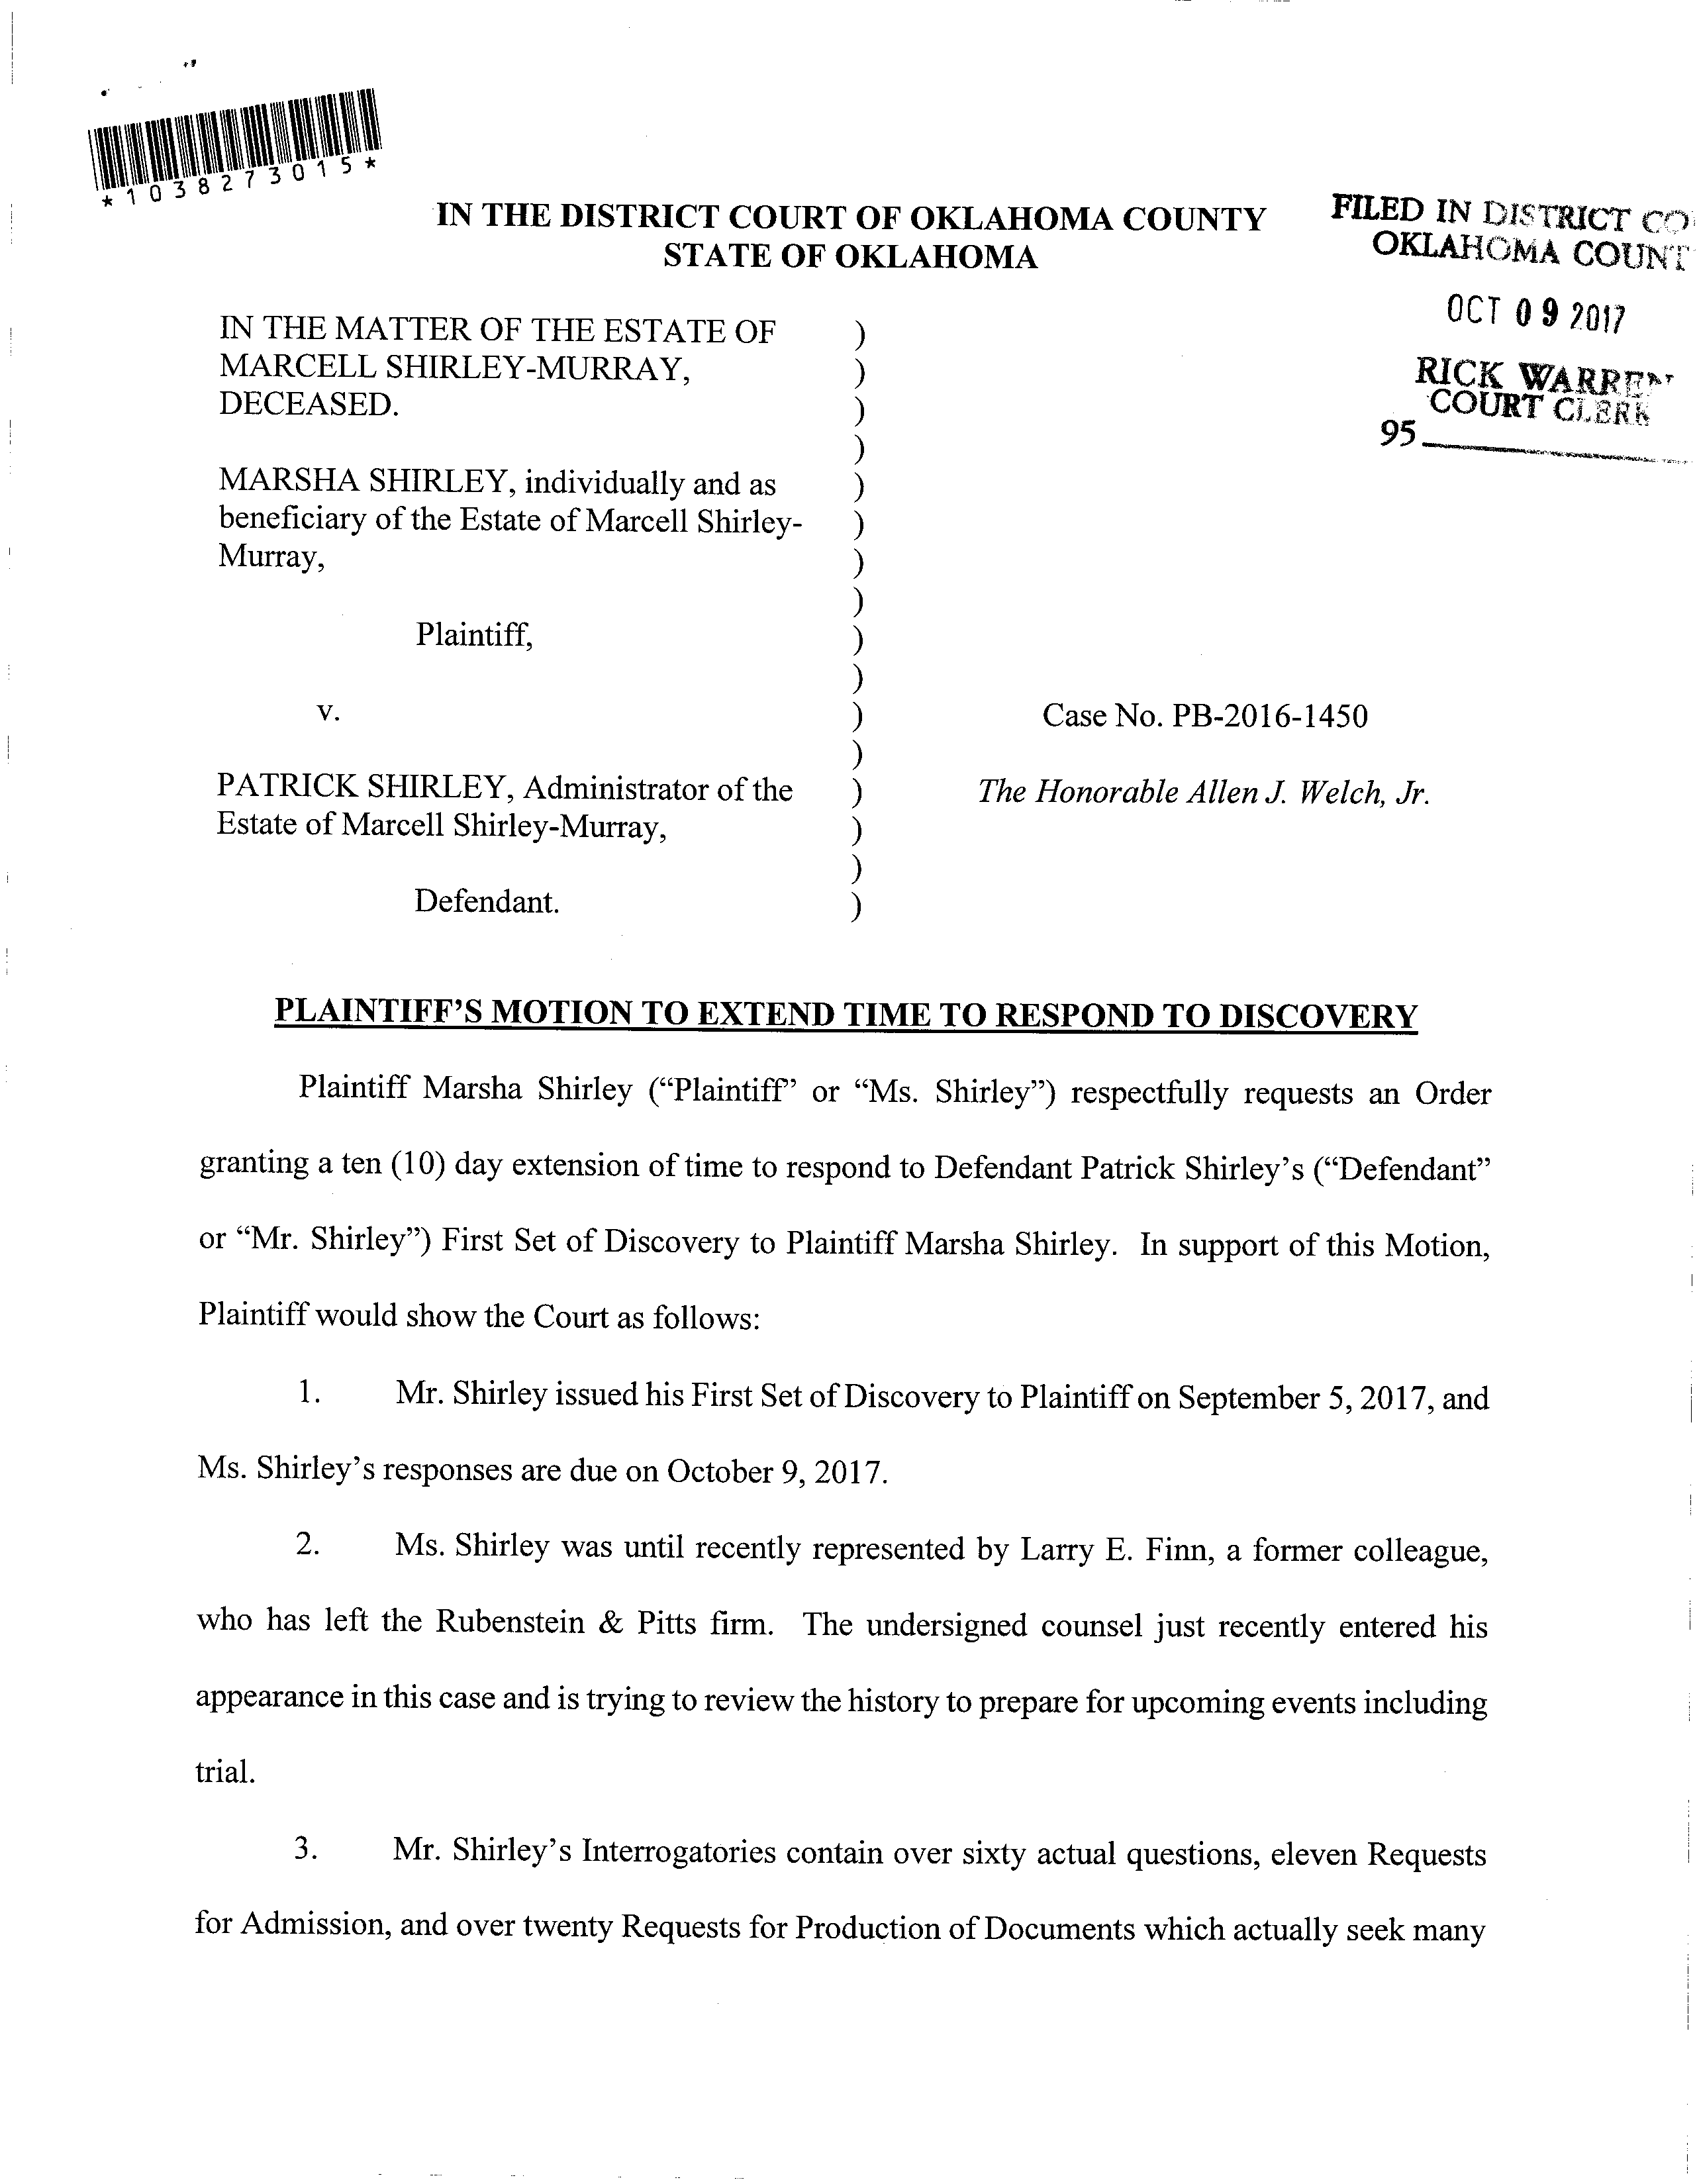 *1038273015*
IN THE DISTRICT COURT OF OKLAHOMA COUNTY
STATE OF OKLAHOMA
FILED IN DISTRICT CO
OKLAHOMA COUNT
OCT 09 2017
RICK WARREN
COURT CLERK
95
IN THE MATTER OF THE ESTATE OF )
MARCELL SHIRLEY-MURRAY, )
DECEASED. )
)
MARSHA SHIRLEY, individually and as )
beneficiary of the Estate of Marcell Shirley- )
Murray, )
)
Plaintiff, )
)
v. ) Case No. PB-2016-1450
)
PATRICK SHIRLEY, Administrator of the ) The Honorable Allen J. Welch, Jr.
Estate of Marcell Shirley-Murray, )
)
Defendant. )
PLAINTIFF'S MOTION TO EXTEND TIME TO RESPOND TO DISCOVERY
Plaintiff Marsha Shirley (“Plaintiff” or “Ms. Shirley”) respectfully requests an Order
granting a ten (10) day extension of time to respond to Defendant Patrick Shirley’s (“Defendant”
or “Mr. Shirley”) First Set of Discovery to Plaintiff Marsha Shirley. In support of this Motion,
Plaintiff would show the Court as follows:
1. Mr. Shirley issued his First Set of Discovery to Plaintiff on September 5, 2017, and
Ms. Shirley’s responses are due on October 9, 2017.
2. Ms. Shirley was until recently represented by Larry E. Finn, a former colleague,
who has left the Rubenstein & Pitts firm. The undersigned counsel just recently entered his
appearance in this case and is trying to review the history to prepare for upcoming events including
trial.
3. Mr. Shirley’s Interrogatories contain over sixty actual questions, eleven Requests
for Admission, and over twenty Requests for Production of Documents which actually seek many